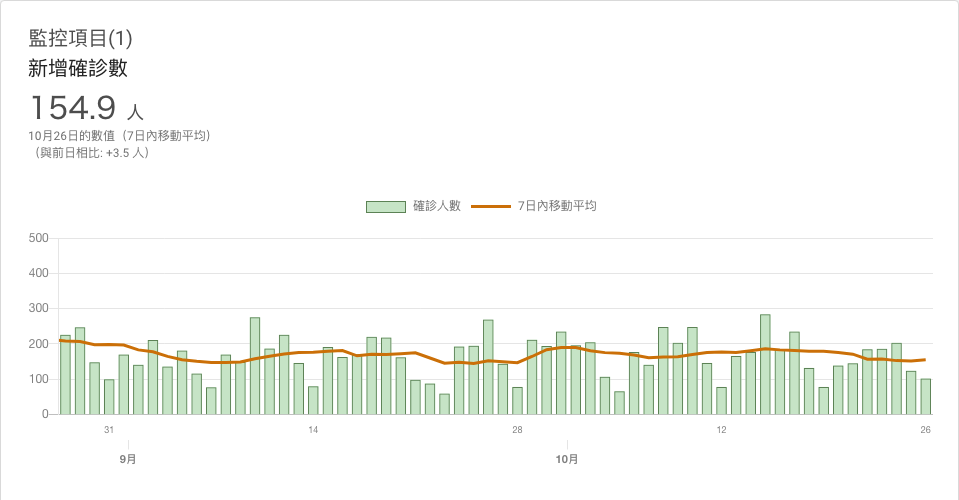 監控項目(1)
新增確診數
154.9 人
10月26日的數值（7日內移動平均）
（與前日相比: +3.5 人）
確診人數 7日內移動平均
500
400
300
200
100
0
31 14 28 12 26
9月 10月